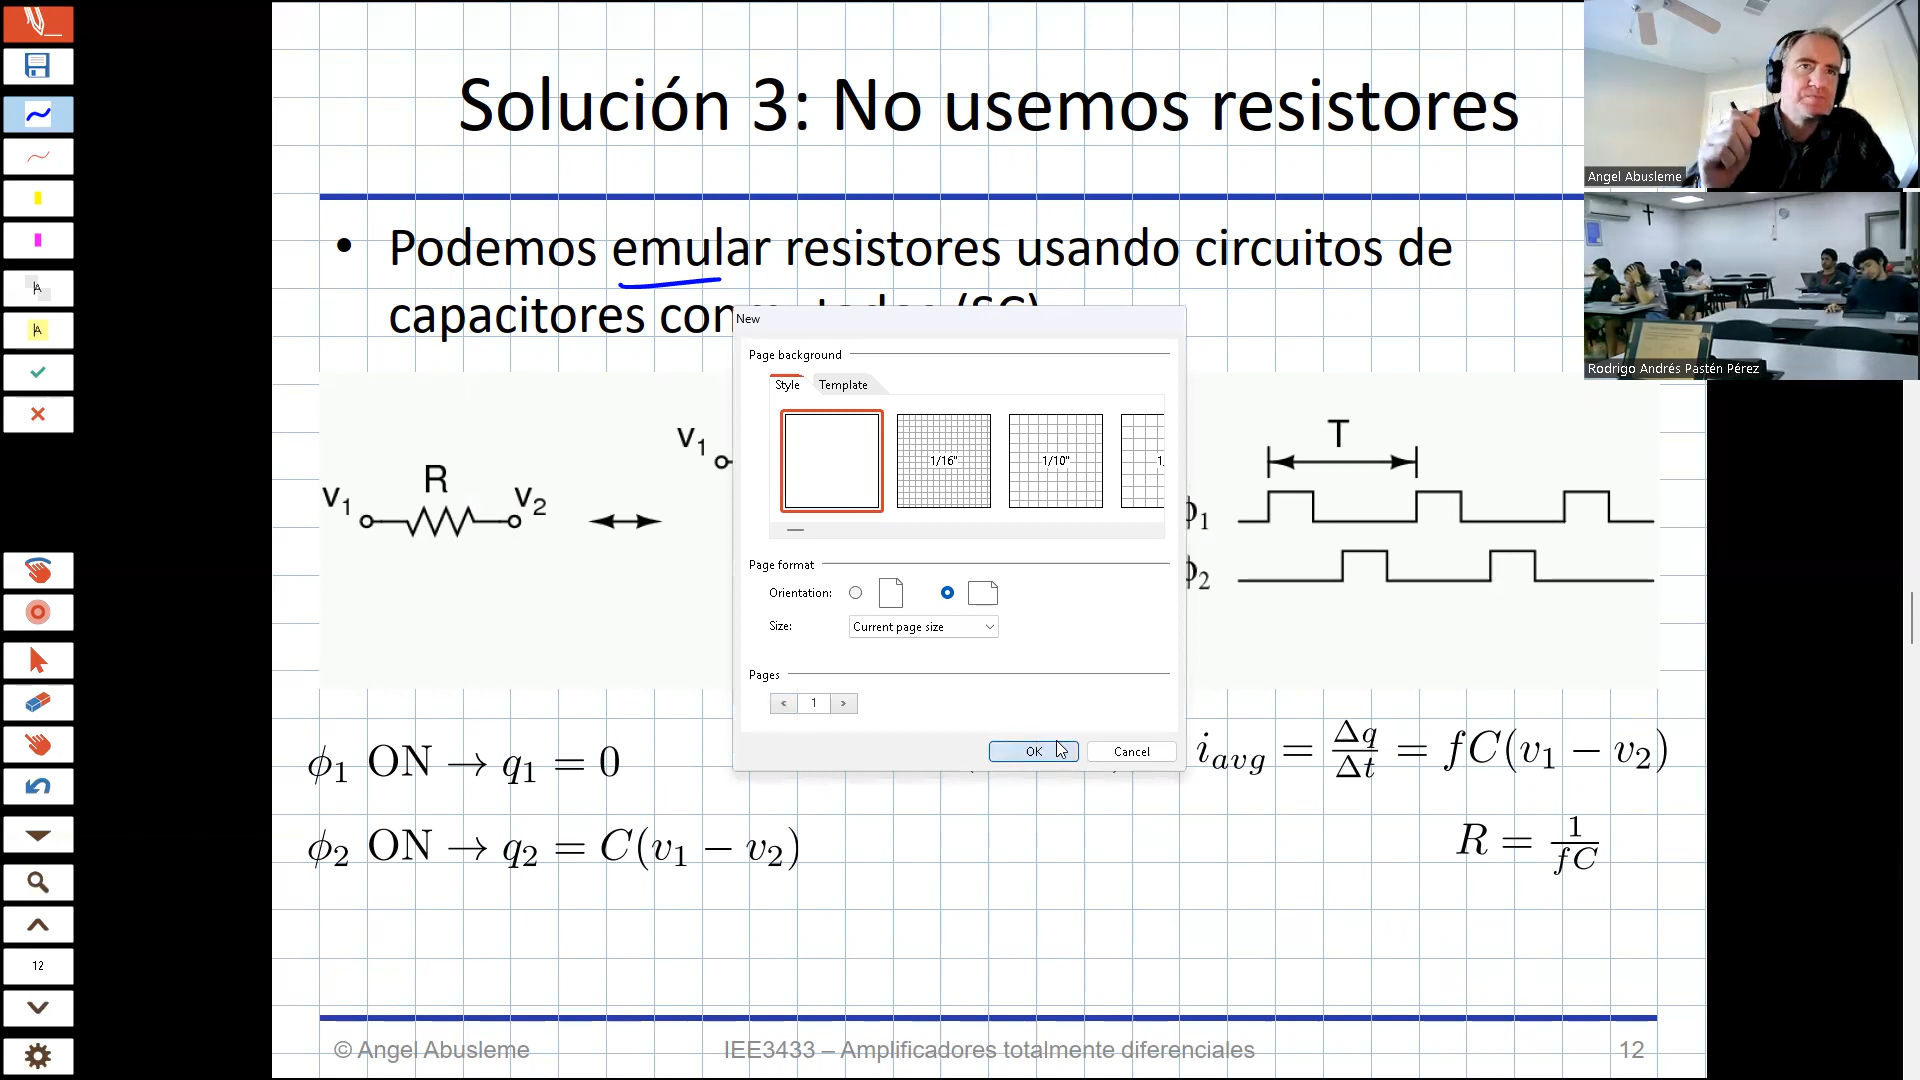 Solución 3: No usemos resistores
Angel Abusleme
• Podemos emular resistores usando circuitos de
capacitores
Rodrigo Andrés Pastén Pérez
New
Page background
Style
Template
1/16"
1/10"
Page format
Orientation:
Size:
Current page size
Pages
1
OK
Cancel
v1
R
v2
v1
T
ϕ1
ϕ2
ϕ1 ON → q1 = 0
iavg = Δq/Δt = fC(v1 − v2)
ϕ2 ON → q2 = C(v1 − v2)
R = 1/fC
12
© Angel Abusleme
IEE3433 – Amplificadores totalmente diferenciales
12